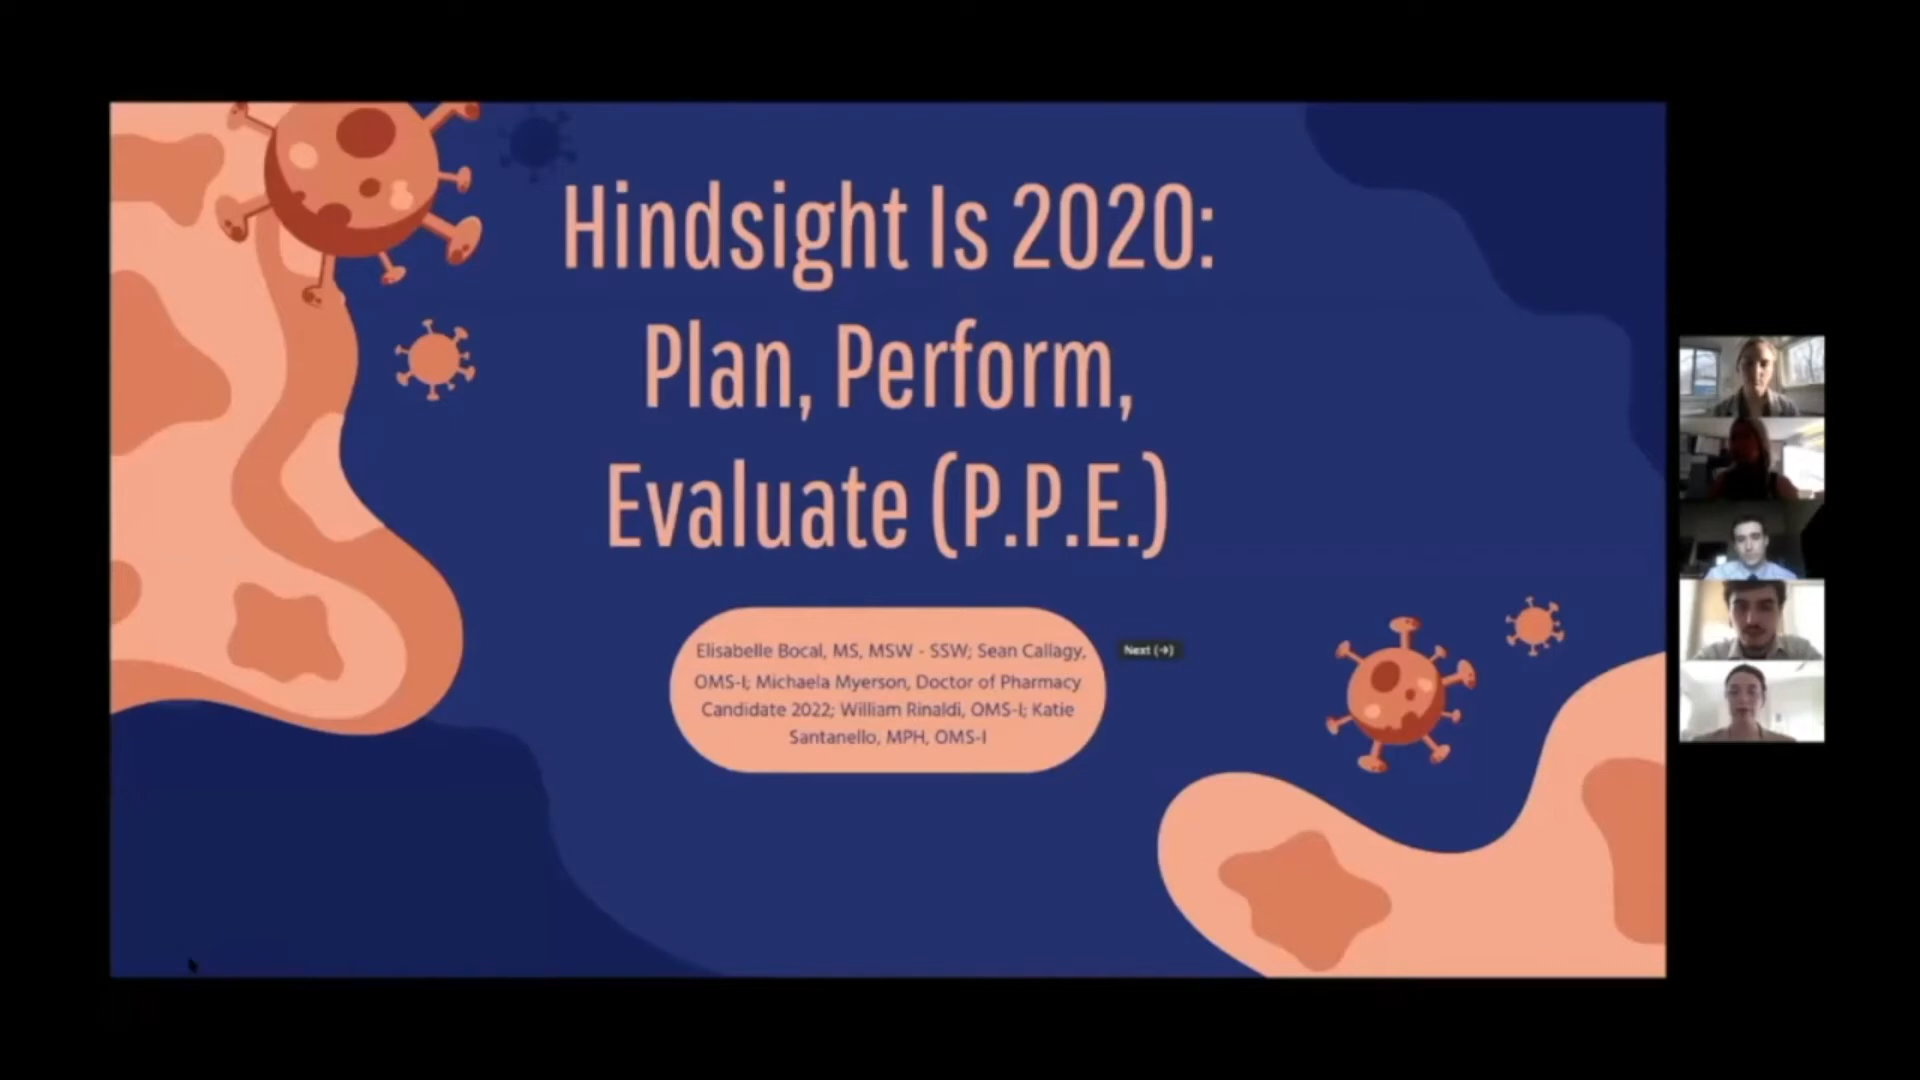 Hindsight Is 2020:
Plan, Perform,
Evaluate (P.P.E.)
Elisabelle Bocal, MS, MSW - SSW; Sean Callagy,
OMS-I; Michaela Myerson, Doctor of Pharmacy
Candidate 2022; William Rinaldi, OMS-I; Katie
Santanello, MPH, OMS-I
Next (→)